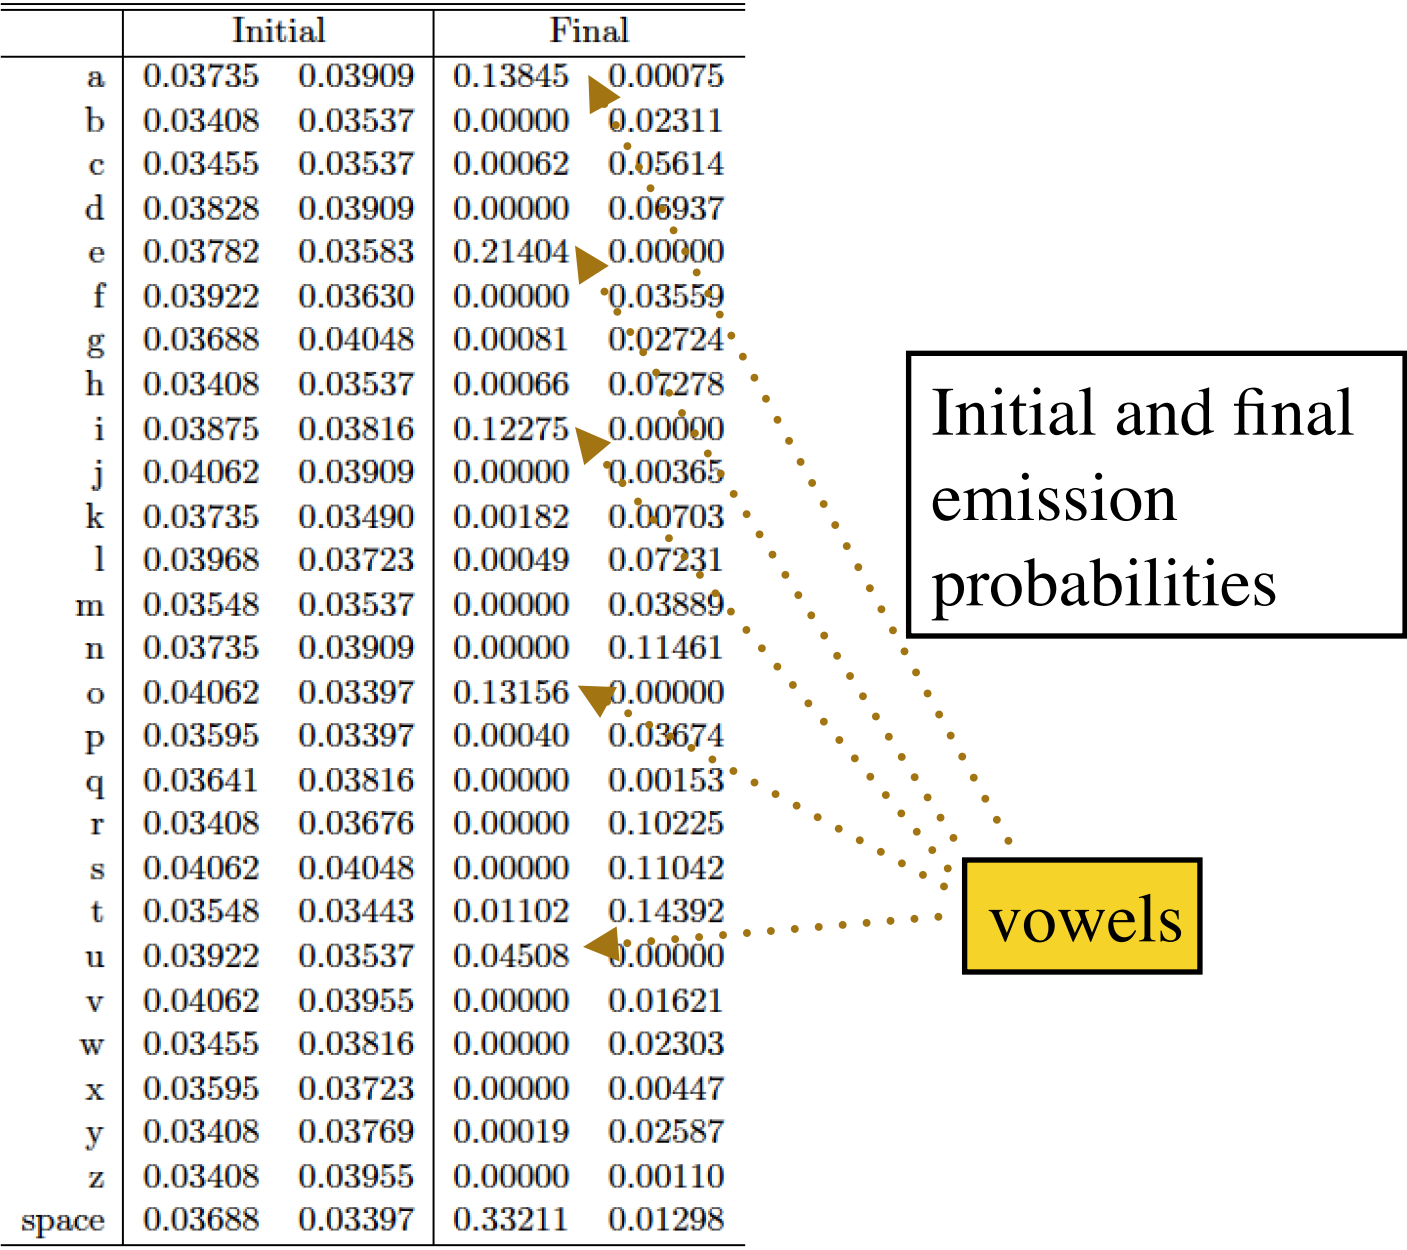 Initial Final
a 0.03735 0.03909 0.13845 0.00075
b 0.03408 0.03537 0.00000 0.02311
c 0.03455 0.03537 0.00062 0.05614
d 0.03828 0.03909 0.00000 0.06937
e 0.03782 0.03583 0.21404 0.00000
f 0.03922 0.03630 0.00000 0.03559
g 0.03688 0.04048 0.00081 0.02724
h 0.03408 0.03537 0.00066 0.07278
i 0.03875 0.03816 0.12275 0.00000
j 0.04062 0.03909 0.00000 0.00365
k 0.03735 0.03490 0.00182 0.00703
l 0.03968 0.03723 0.00049 0.07231
m 0.03548 0.03537 0.00000 0.03889
n 0.03735 0.03909 0.00000 0.11461
o 0.04062 0.03397 0.13156 0.00000
p 0.03595 0.03397 0.00040 0.03674
q 0.03641 0.03816 0.00000 0.00153
r 0.03408 0.03676 0.00000 0.10225
s 0.04062 0.04048 0.00000 0.11042
t 0.03548 0.03443 0.01102 0.14392
u 0.03922 0.03537 0.04508 0.00000
v 0.04062 0.03955 0.00000 0.01621
w 0.03455 0.03816 0.00000 0.02303
x 0.03595 0.03723 0.00000 0.00447
y 0.03408 0.03769 0.00019 0.02587
z 0.03408 0.03955 0.00000 0.00110
space 0.03688 0.03397 0.33211 0.01298
Initial and final
emission
probabilities
vowels